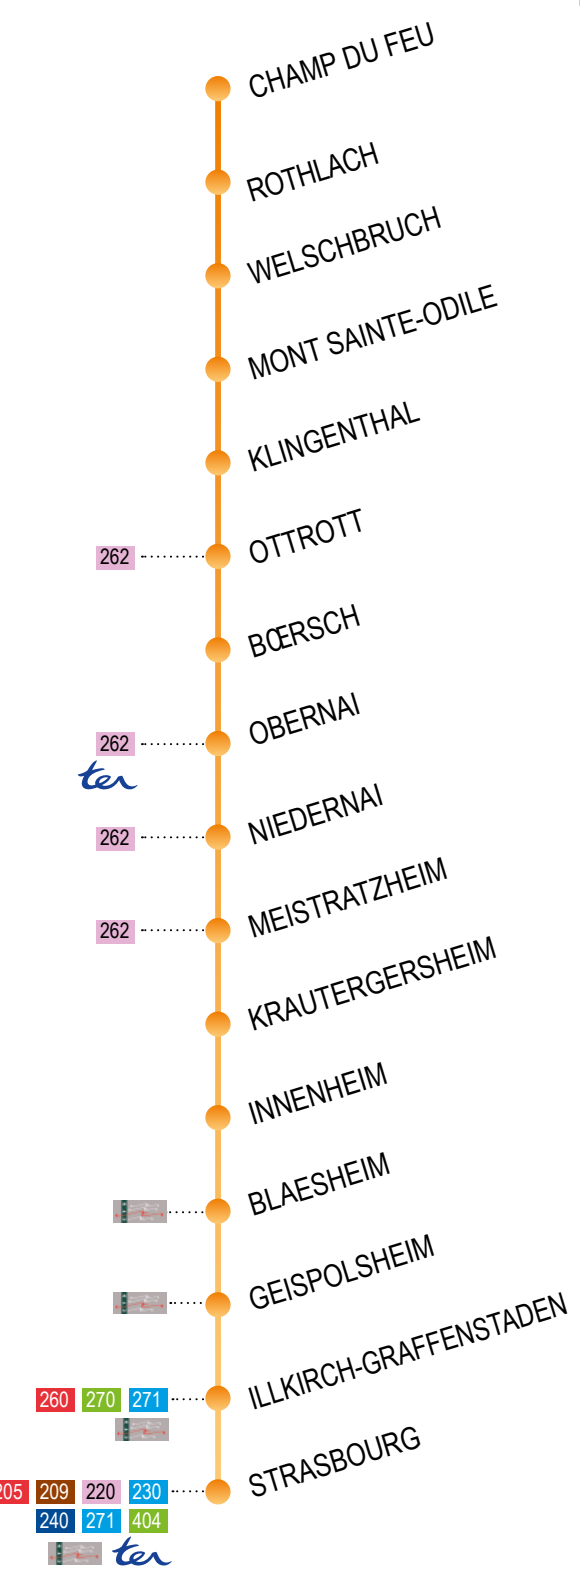 CHAMP DU FEU
ROTHLACH
WELSCHBRUCH
MONT SAINTE-ODILE
KLINGENTHAL
262 OTTROTT
BŒRSCH
262 OBERNAI
ter
262 NIEDERNAI
262 MEISTRATZHEIM
KRAUTERGERSHEIM
INNENHEIM
BLAESHEIM
GEISPOLSHEIM
260 270 271 ILLKIRCH-GRAFFENSTADEN
205 209 220 230 STRASBOURG
240 271 404
ter